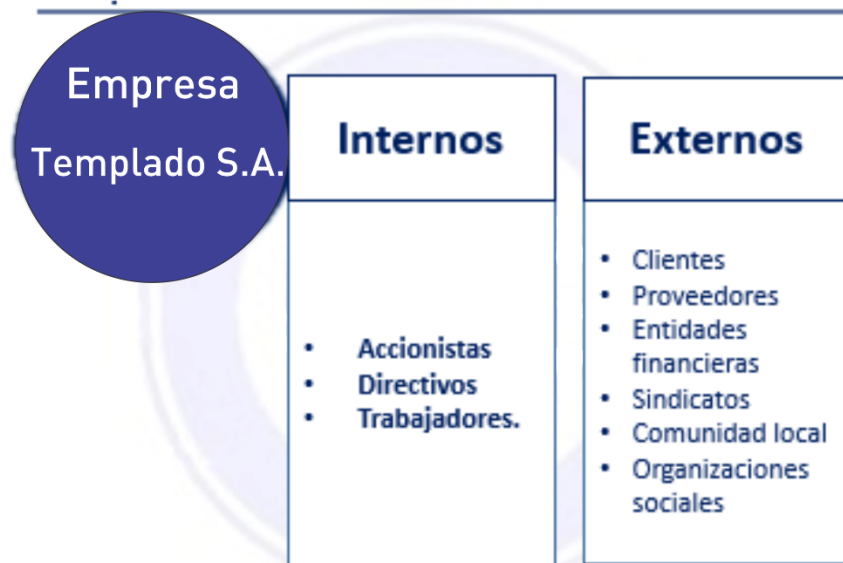 Empresa
Templado S.A.
Internos
• Accionistas
• Directivos
• Trabajadores.
Externos
• Clientes
• Proveedores
• Entidades
financieras
• Sindicatos
• Comunidad local
• Organizaciones
sociales